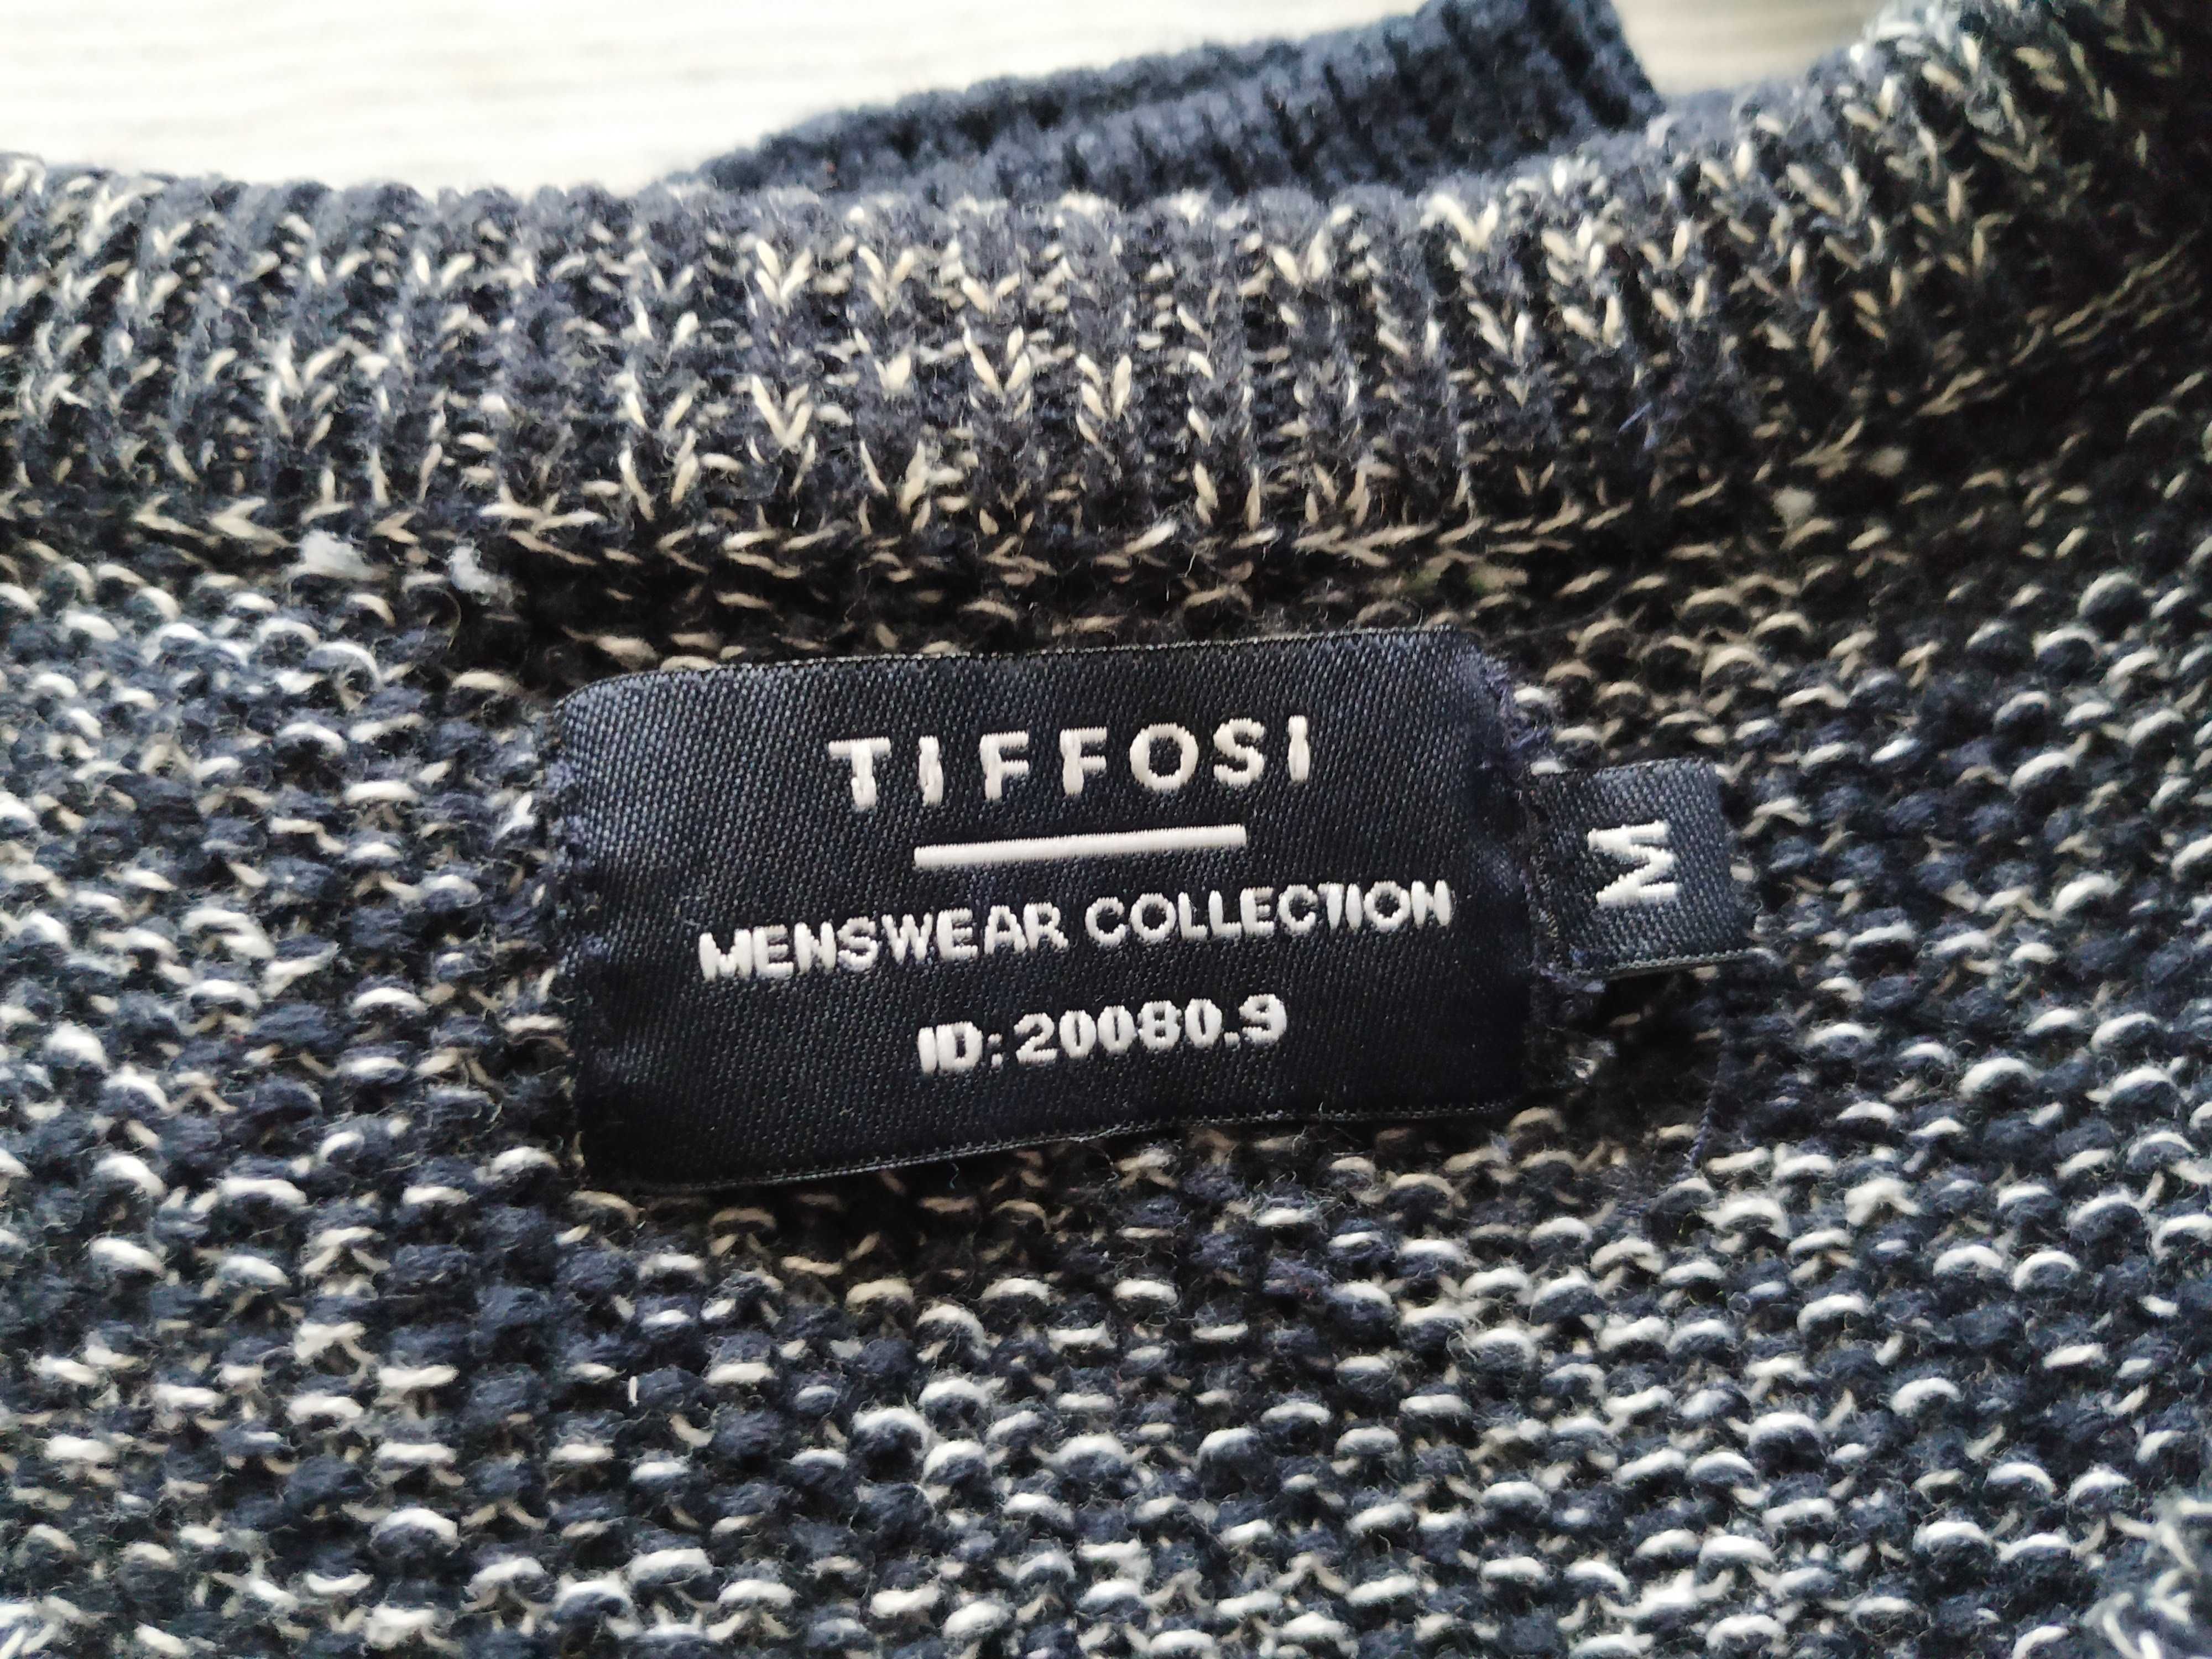 TIFFOSI
MENSWEAR COLLECTION
ID:20080.9
M